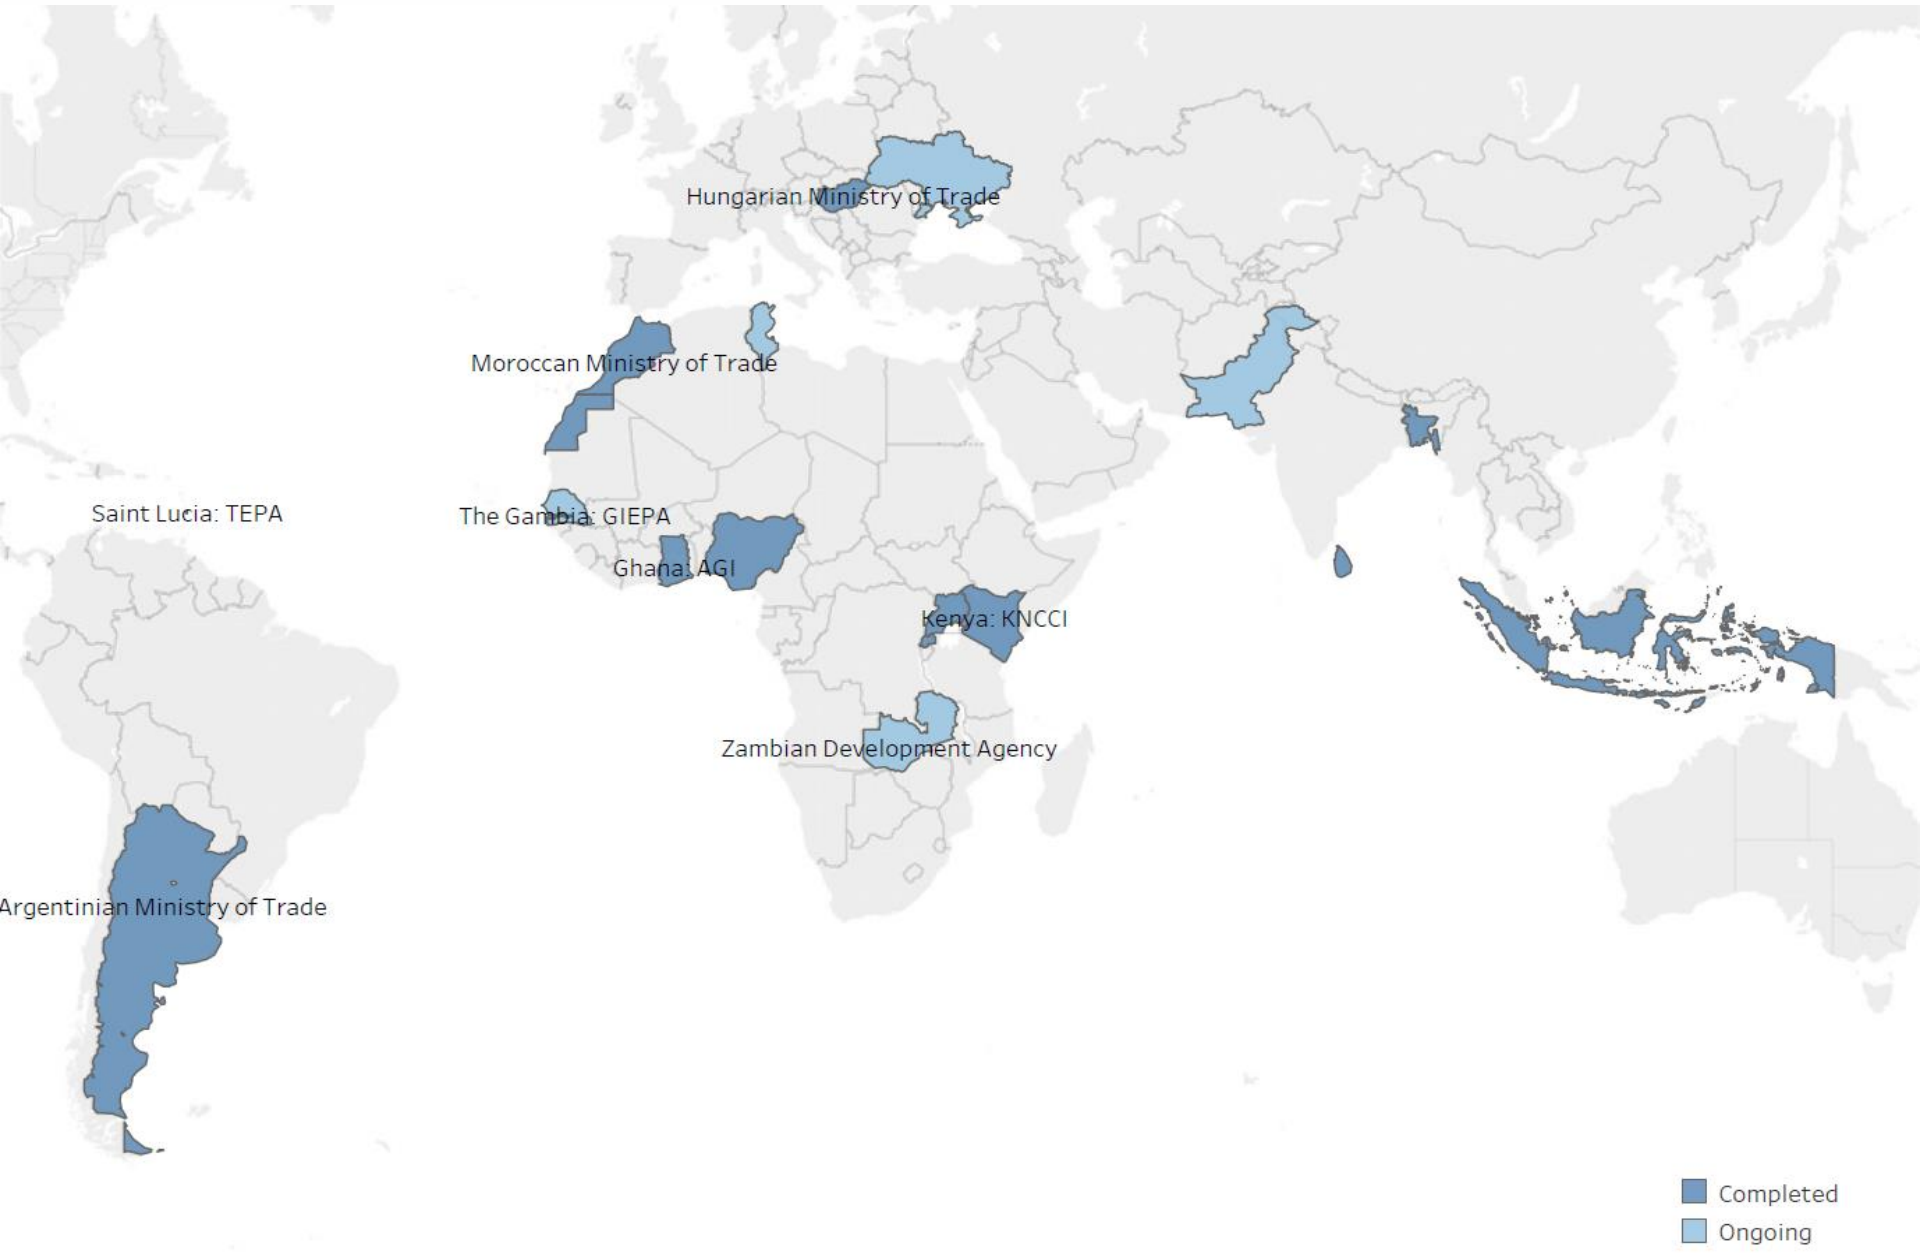 Hungarian Ministry of Trade
Moroccan Ministry of Trade
Saint Lucia: TEPA
The Gambia: GIEPA
Ghana: AGI
Kenya: KNCCI
Zambian Development Agency
Argentinian Ministry of Trade
Completed
Ongoing